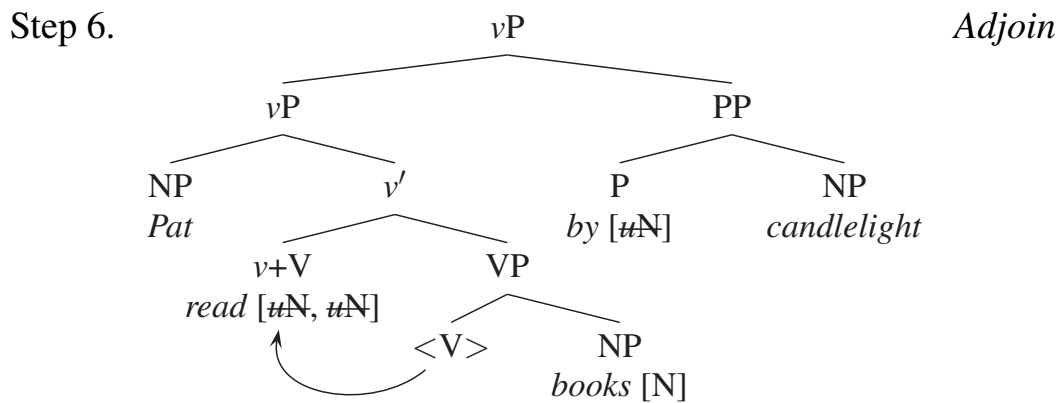 Step 6. vP Adjoin
vP PP
NP v′ P NP
Pat by [uN] candlelight
v+V VP
read [uN, uN]
<V> NP
books [N]